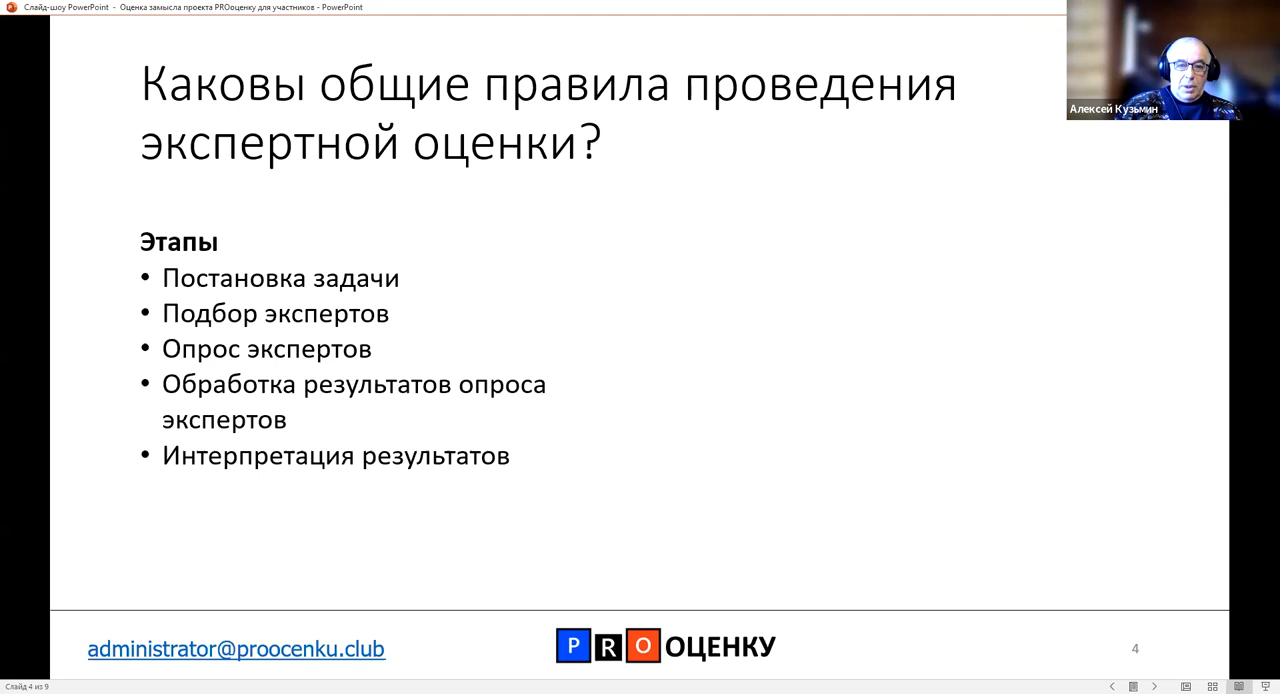 Слайд-шоу PowerPoint - Оценка замысла проекта PROоценку для участников - PowerPoint
Алексей Кузьмин
Каковы общие правила проведения
экспертной оценки?
Этапы
• Постановка задачи
• Подбор экспертов
• Опрос экспертов
• Обработка результатов опроса
экспертов
• Интерпретация результатов
administrator@proocenku.club
PROОЦЕНКУ
4
Слайд 4 из 9